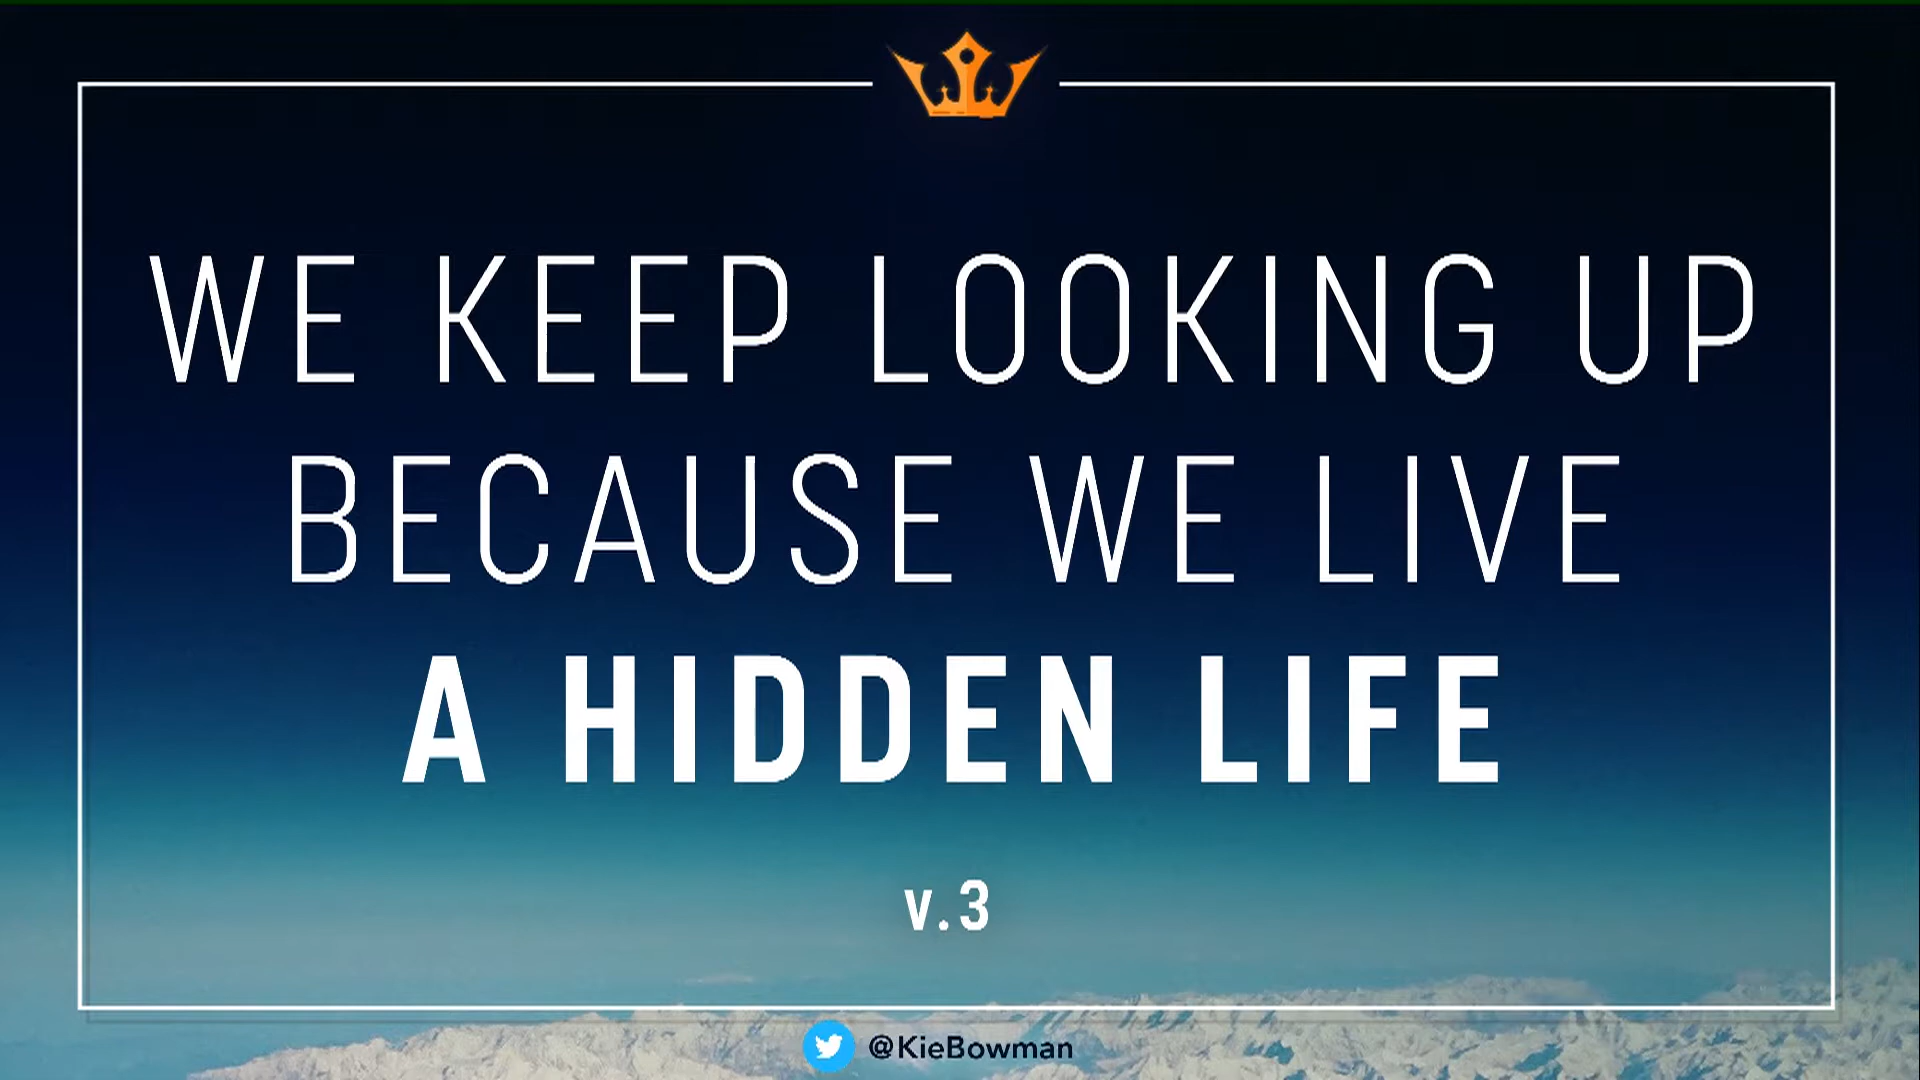 WE KEEP LOOKING UP
BECAUSE WE LIVE
A HIDDEN LIFE
v.3
@KieBowman